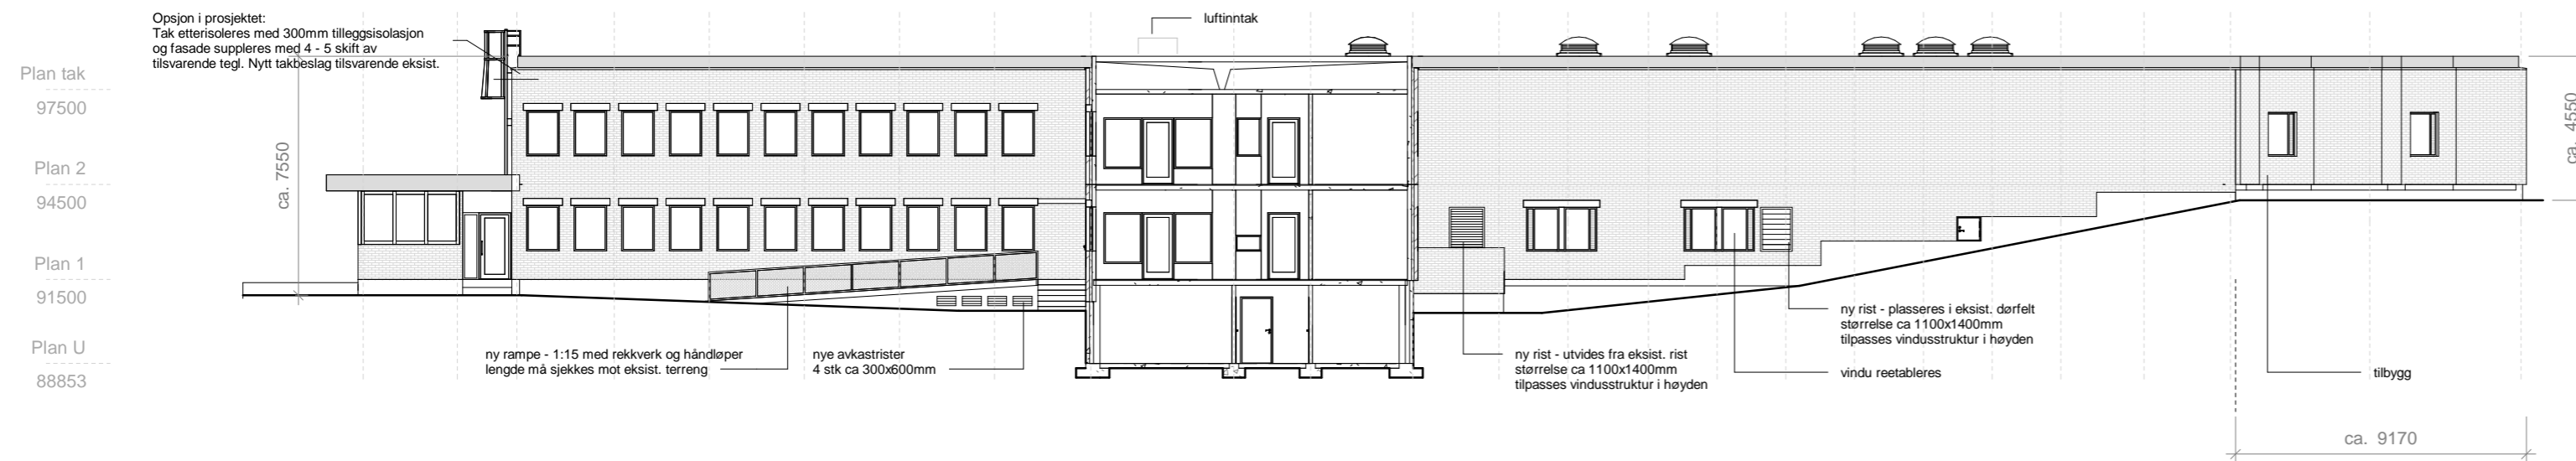 Opsjon i prosjektet:
Tak etterisoleres med 300mm tilleggsisolasjon
og fasade suppleres med 4 - 5 skift av
tilsvarende tegl. Nytt takbeslag tilsvarende eksist.
luftinntak
Plan tak
97500
Plan 2
94500
Plan 1
91500
Plan U
88853
ca. 7550
ca. 4550
ny rampe - 1:15 med rekkverk og håndløper
lengde må sjekkes mot eksist. terreng
nye avkastrister
4 stk ca 300x600mm
ny rist - utvides fra eksist. rist
størrelse ca 1100x1400mm
tilpasses vindusstruktur i høyden
ny rist - plasseres i eksist. dørfelt
størrelse ca 1100x1400mm
tilpasses vindusstruktur i høyden
vindu reetableres
tilbygg
ca. 9170